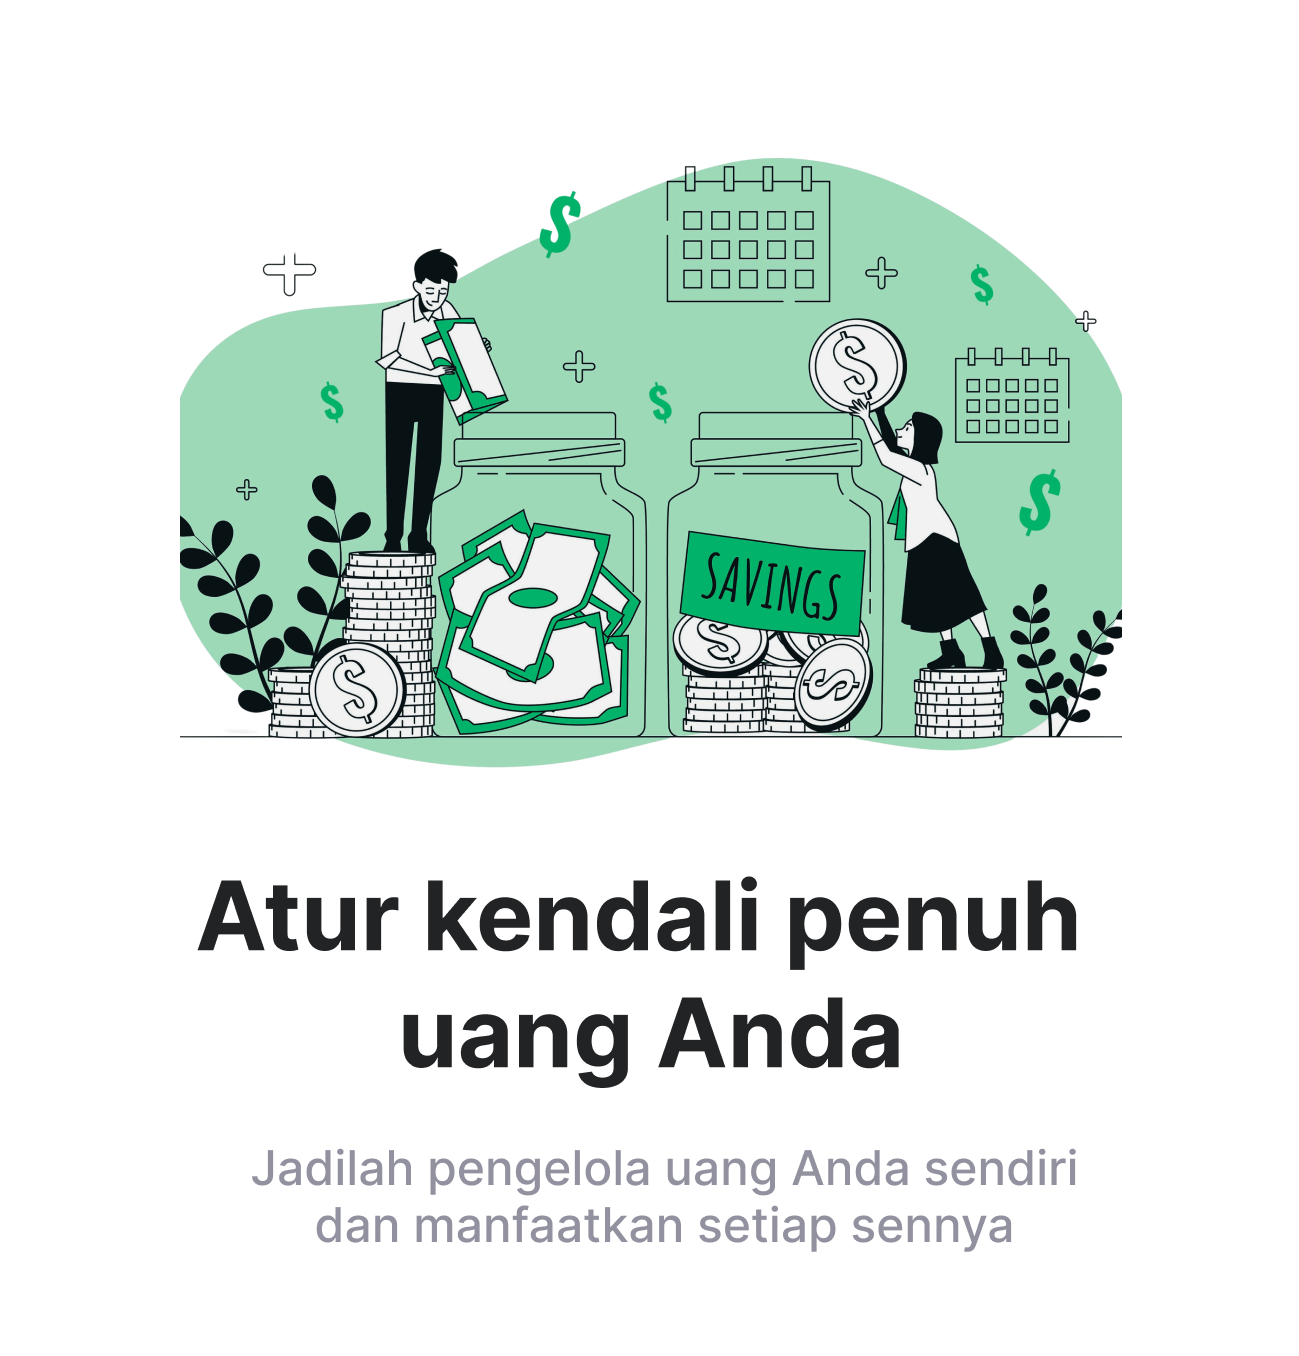 $
$
$
$
$
$
$
SAVINGS
$
$
$
Atur kendali penuh
uang Anda
Jadilah pengelola uang Anda sendiri
dan manfaatkan setiap sennya